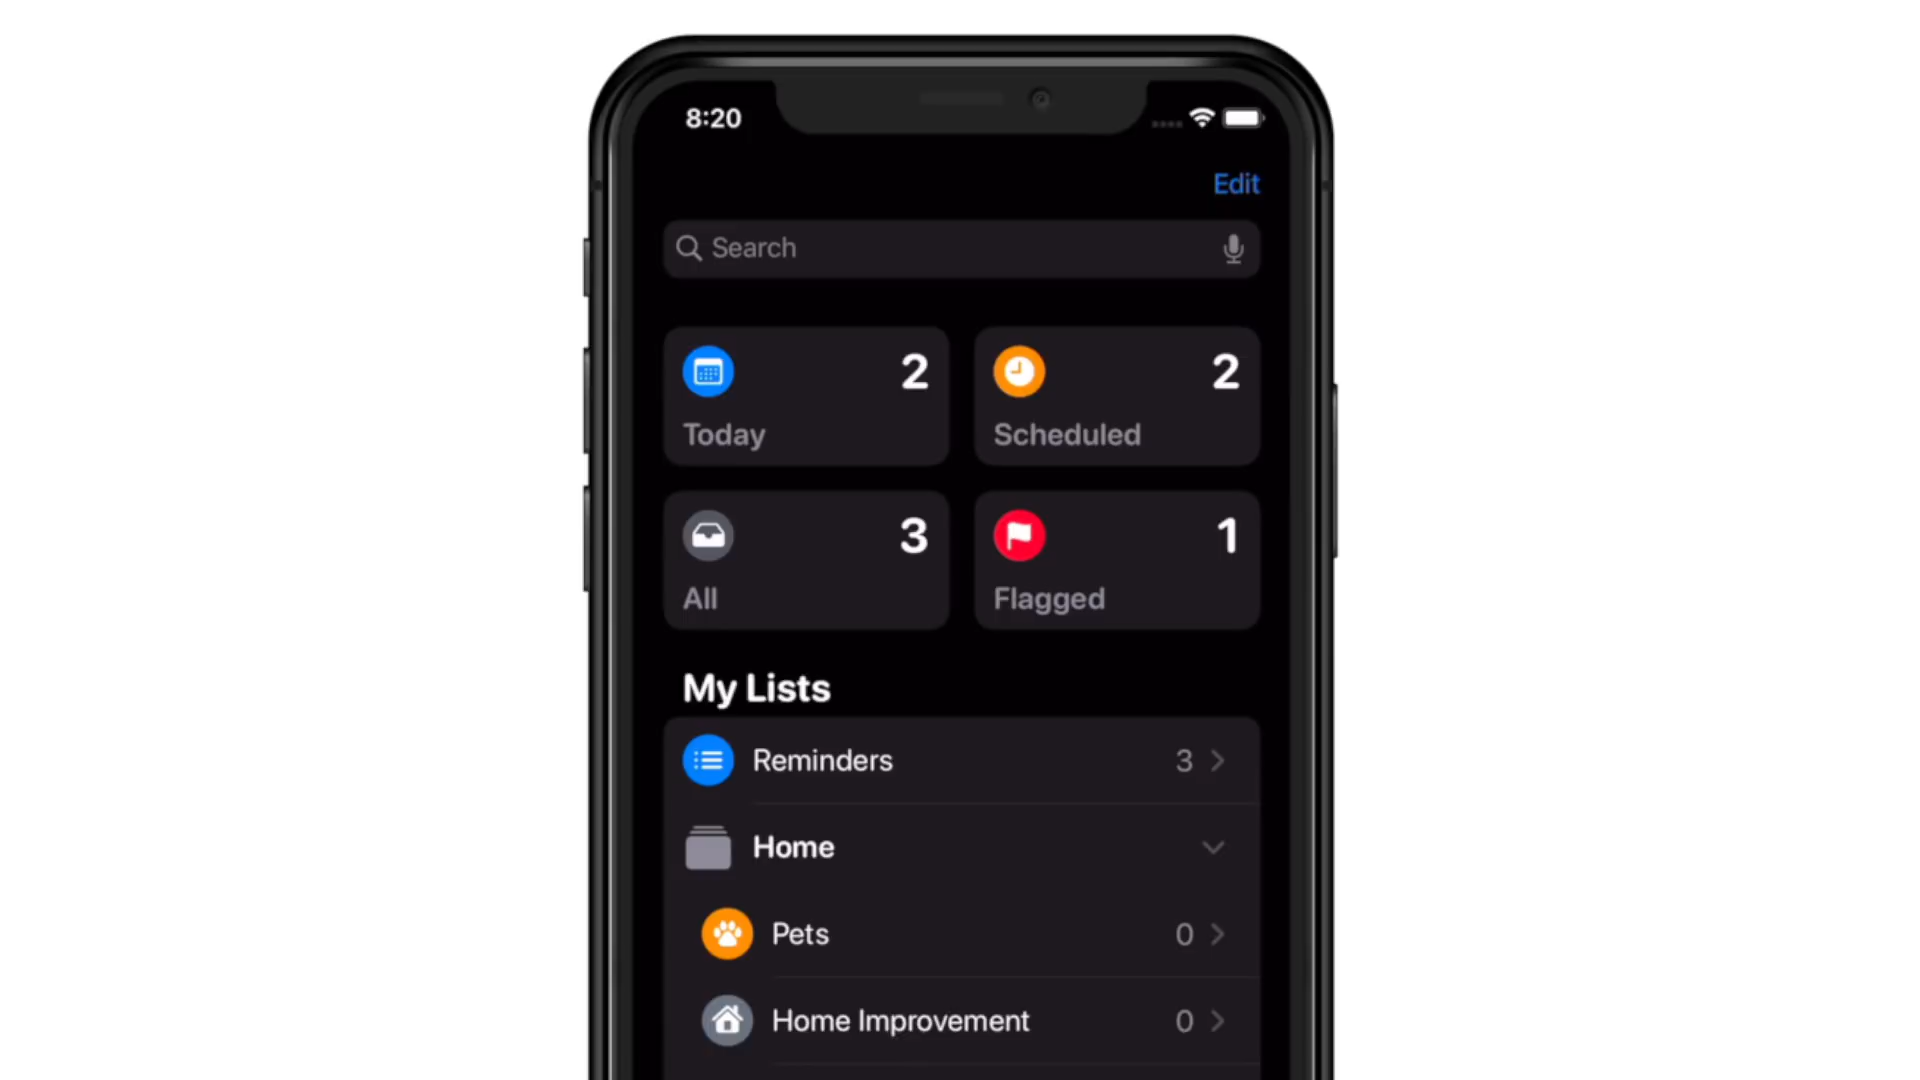 8:20
Edit
Search
2
Today
2
Scheduled
3
All
1
Flagged
My Lists
Reminders 3
Home
Pets 0
Home Improvement 0